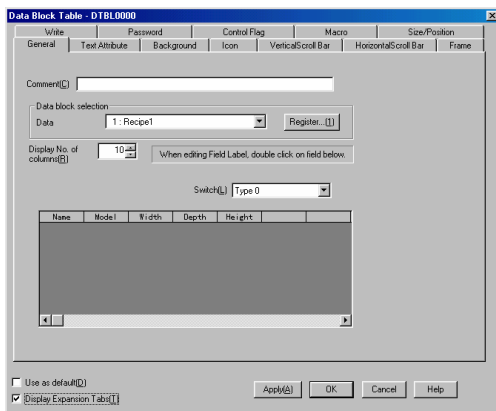 Data Block Table - DTBL0000
Write Password Control Flag Macro Size/Position
General Text Attribute Background Icon VerticalScroll Bar HorizontalScroll Bar Frame
Comment(C)
Data block selection
Data 1 : Recipe1 Register...(1)
Display No. of columns(R) 10 When editing Field Label, double click on field below.
Switch(L) Type 0
Name Model Width Depth Height
Use as default(D)
Display Expansion Tabs(T)
Apply(A) OK Cancel Help